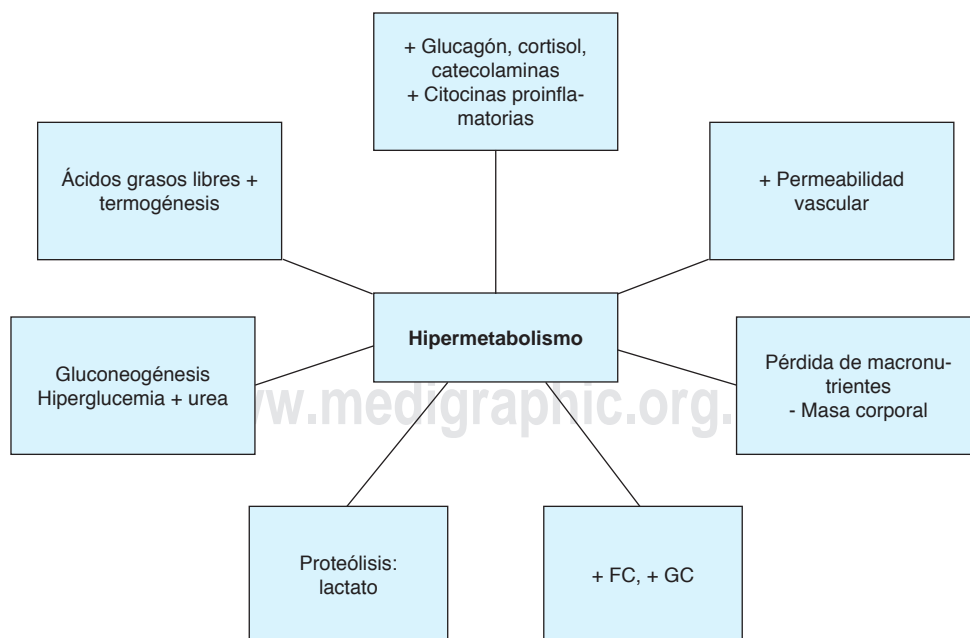 + Glucagón, cortisol,
catecolaminas
+ Citocinas proinfla-
matorias
Ácidos grasos libres +
termogénesis
+ Permeabilidad
vascular
Hipermetabolismo
Gluconeogénesis
Hiperglucemia + urea
Pérdida de macronu-
trientes
- Masa corporal
www.medigraphic.org.
Proteólisis:
lactato
+ FC, + GC